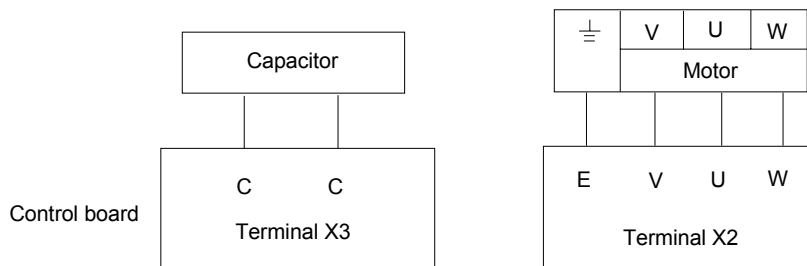 Capacitor
V U W
Motor
C C
Control board
Terminal X3
E V U W
Terminal X2